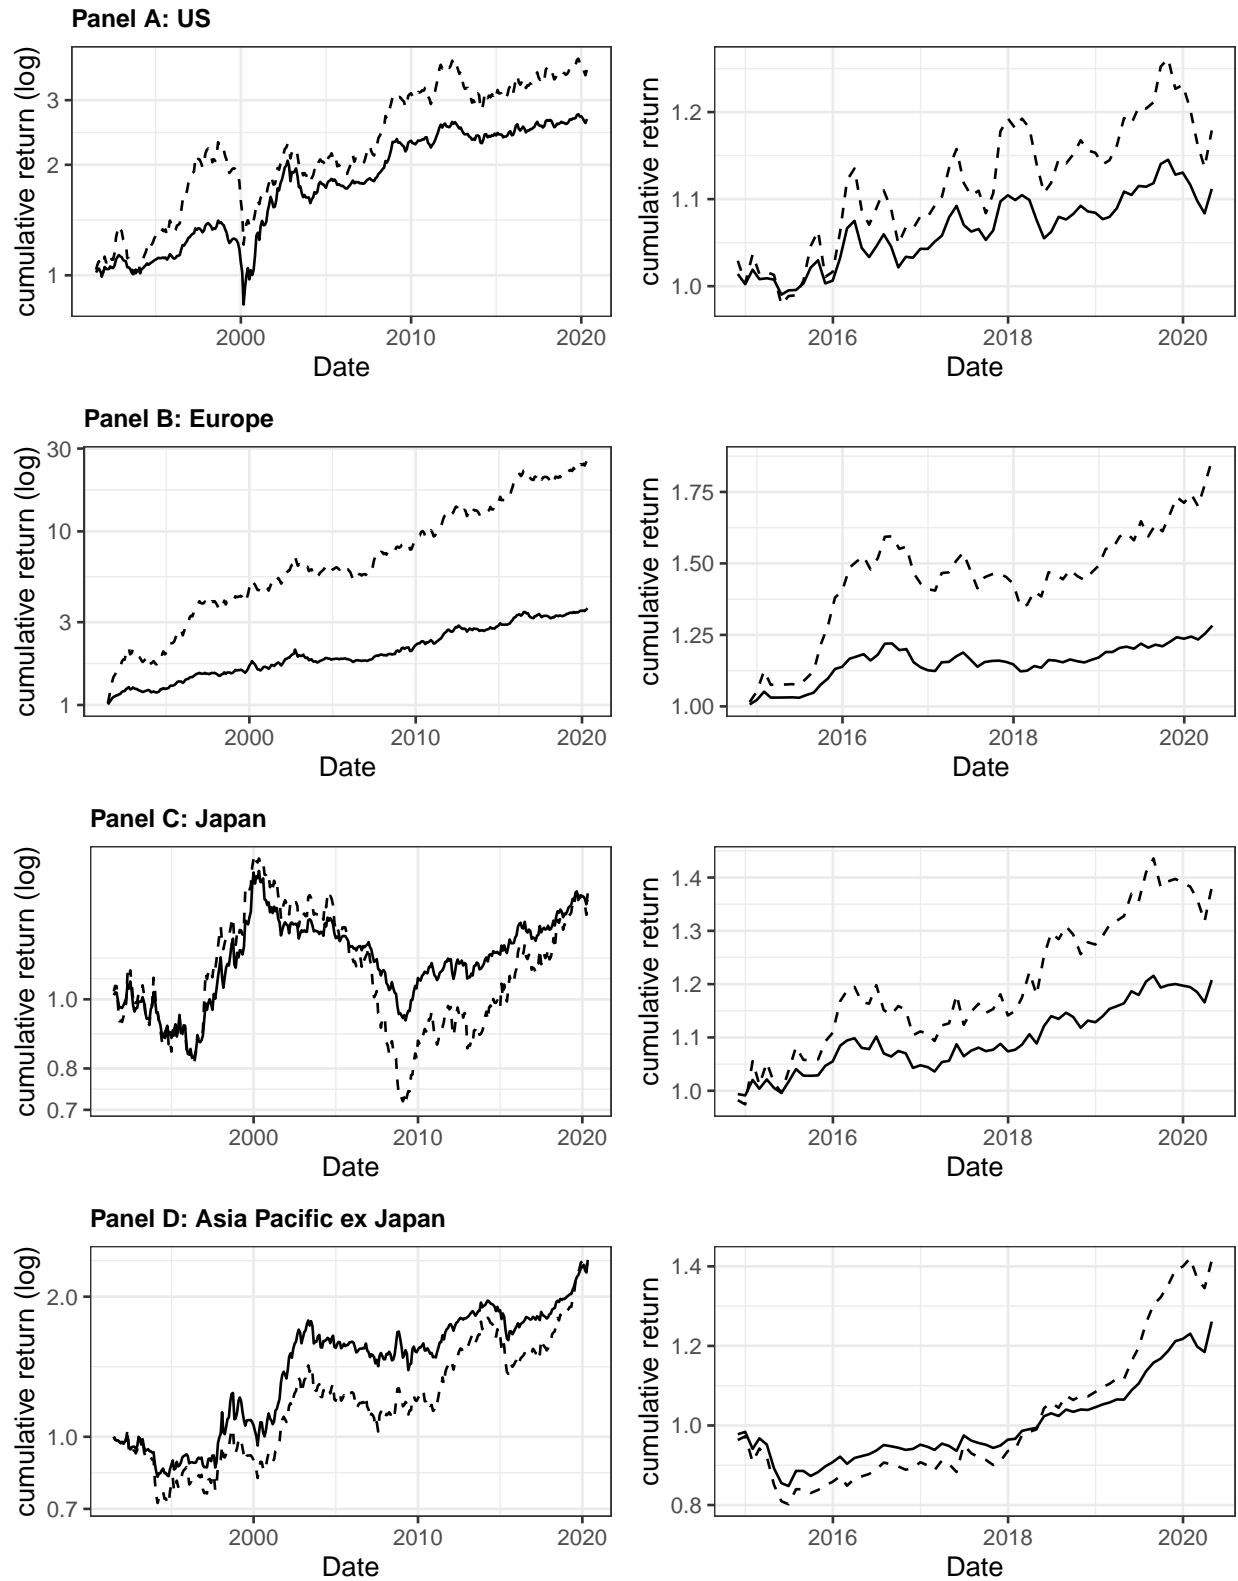 Panel A: US
cumulative return (log)
3
2
1
2000
2010
2020
Date
cumulative return
1.2
1.1
1.0
2016
2018
2020
Date
Panel B: Europe
cumulative return (log)
30
10
3
1
2000
2010
2020
Date
cumulative return
1.75
1.50
1.25
1.00
2016
2018
2020
Date
Panel C: Japan
cumulative return (log)
1.0
0.8
0.7
2000
2010
2020
Date
cumulative return
1.4
1.3
1.2
1.1
1.0
2016
2018
2020
Date
Panel D: Asia Pacific ex Japan
cumulative return (log)
2.0
1.0
0.7
2000
2010
2020
Date
cumulative return
1.4
1.2
1.0
0.8
2016
2018
2020
Date